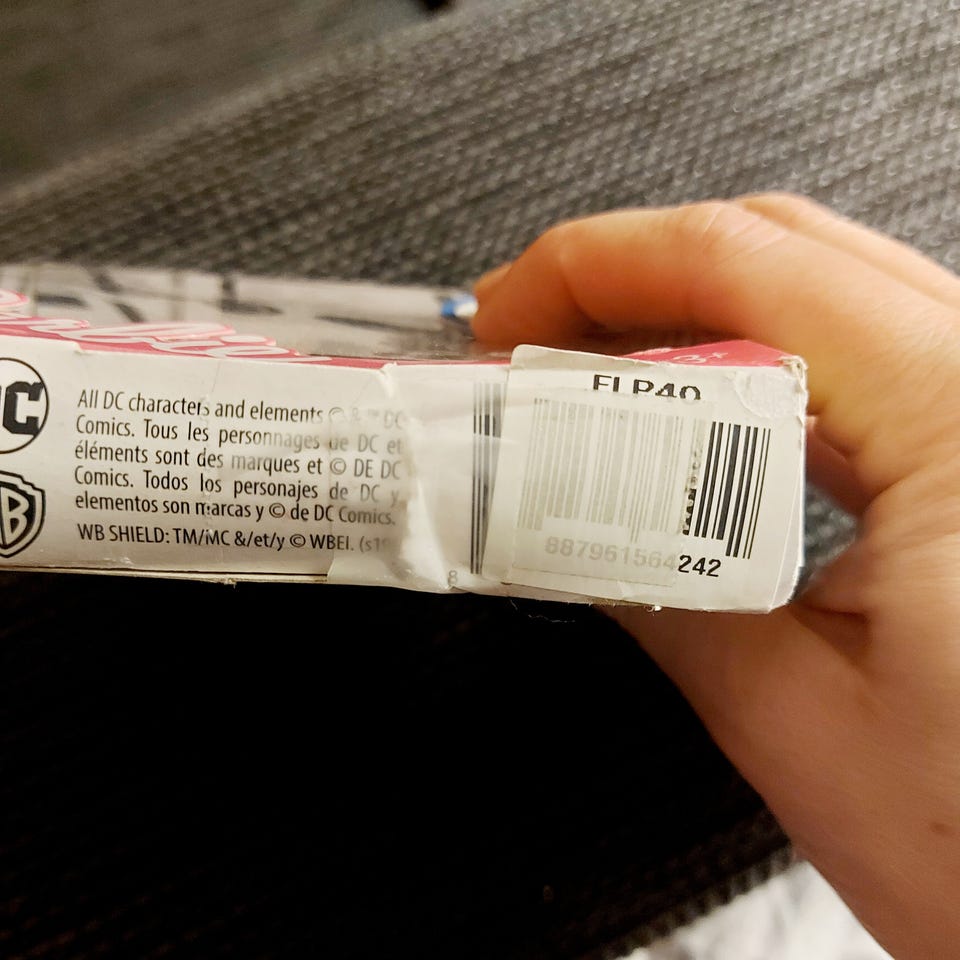 All DC characters and elements © & ™ DC
Comics. Tous les personnages de DC et
éléments sont des marques et © DE DC
Comics. Todos los personajes de DC y
elementos son marcas y © de DC Comics.
WB SHIELD: TM/MC &/et/y © WBEI.
8
887961564242